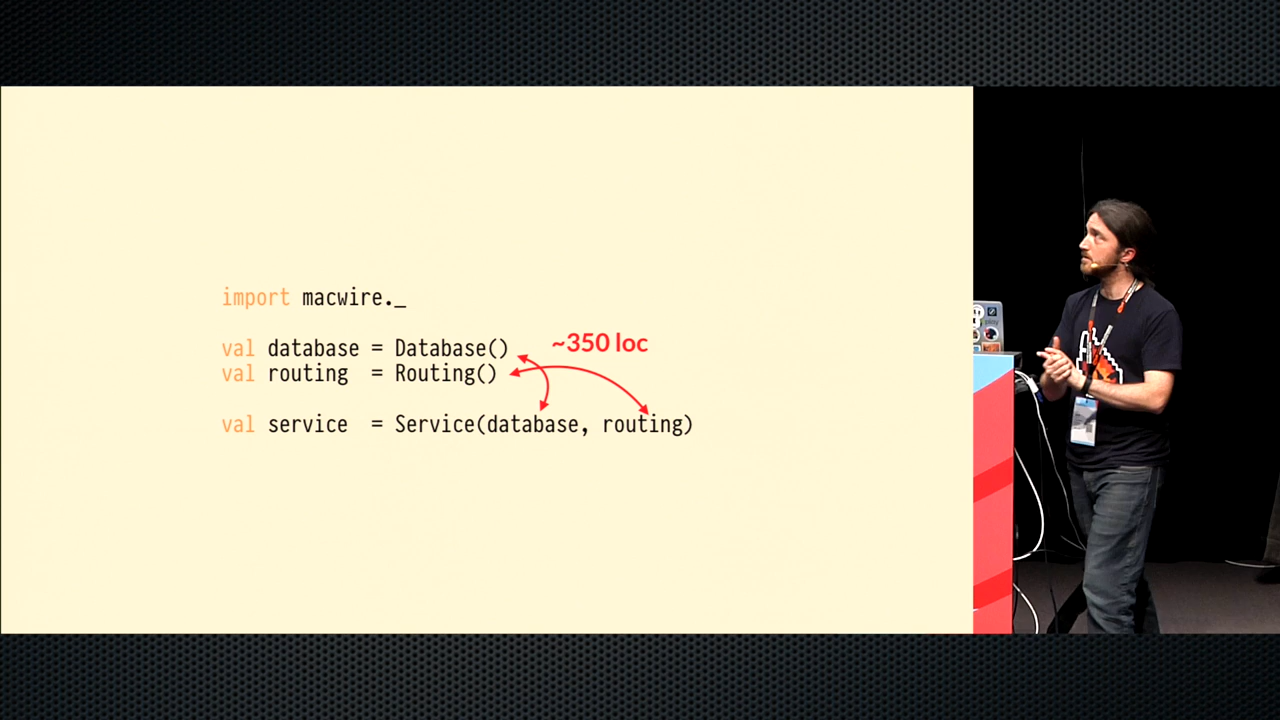 import macwire._
val database = Database()
~350 loc
val routing  = Routing()
val service  = Service(database, routing)